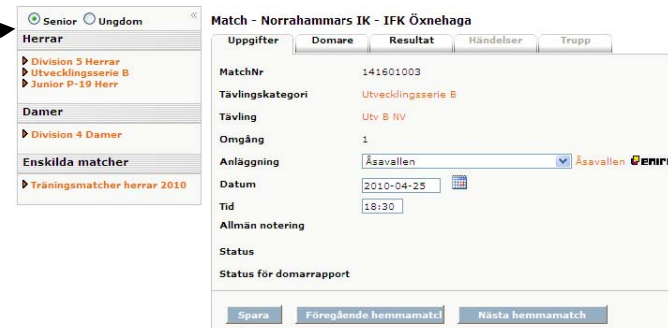 Senior Ungdom «
Herrar
Division 5 Herrar
Utvecklingsserie B
Junior P-19 Herr
Damer
Division 4 Damer
Enskilda matcher
Träningsmatcher herrar 2010
Match - Norrahammars IK - IFK Öxnehaga
Uppgifter Domare Resultat Händelser Trupp
MatchNr 141601003
Tävlingskategori Utvecklingsserie B
Tävling Utv B NV
Omgång 1
Anläggning Åsavallen Åsavallen
Datum 2010-04-25
Tid 18:30
Allmän notering
Status
Status för domarrapport
Spara Föregående hemmamatcl Nästa hemmamatch